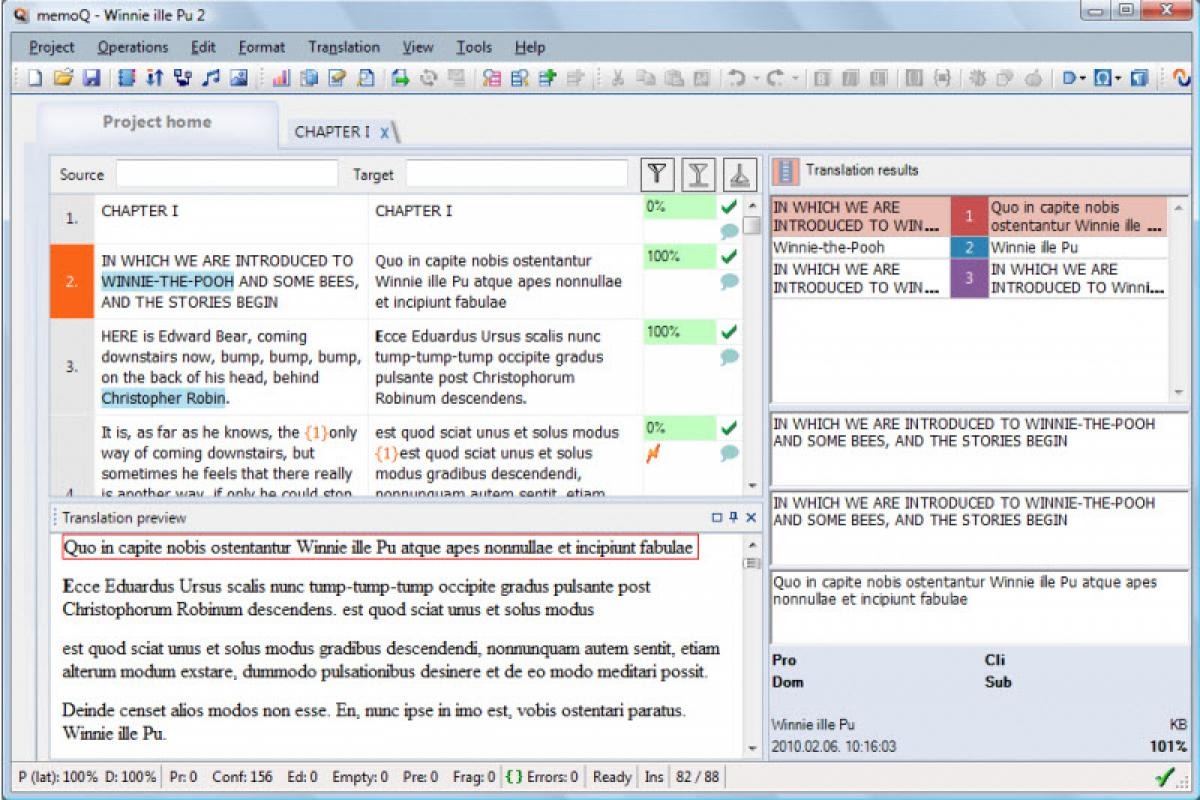 memoQ - Winnie ille Pu 2
Project Operations Edit Format Translation View Tools Help
Project home
CHAPTER I x
Source Target
1.
CHAPTER I
CHAPTER I
0%
2.
IN WHICH WE ARE INTRODUCED TO
WINNIE-THE-POOH AND SOME BEES,
AND THE STORIES BEGIN
Quo in capite nobis ostentantur
Winnie ille Pu atque apes nonnullae
et incipiunt fabulae
100%
3.
HERE is Edward Bear, coming
downstairs now, bump, bump, bump,
on the back of his head, behind
Christopher Robin.
Ecce Eduardus Ursus scalis nunc
tump-tump-tump occipite gradus
pulsante post Christophorum
Robinum descendens.
100%
4
It is, as far as he knows, the {1}only
way of coming downstairs, but
sometimes he feels that there really
is another way, if only he could stop
est quod sciat unus et solus modus
{1}est quod sciat unus et solus
modus gradibus descendendi,
nonnunquam autem sentit, etiam
0%
Translation preview
Quo in capite nobis ostentantur Winnie ille Pu atque apes nonnullae et incipiunt fabulae
Ecce Eduardus Ursus scalis nunc tump-tump-tump occipite gradus pulsante post
Christophorum Robinum descendens. est quod sciat unus et solus modus
est quod sciat unus et solus modus gradibus descendendi, nonnunquam autem sentit, etiam
alterum modum exstare, dummodo pulsationibus desinere et de eo modo meditari possit.
Deinde censet alios modos non esse. En, nunc ipse in imo est, vobis ostentari paratus.
Winnie ille Pu.
Translation results
IN WHICH WE ARE
INTRODUCED TO WIN...
1
Quo in capite nobis
ostentantur Winnie ille ...
Winnie-the-Pooh 2 Winnie ille Pu
IN WHICH WE ARE
INTRODUCED TO WIN...
3
IN WHICH WE ARE
INTRODUCED TO Winni...
IN WHICH WE ARE INTRODUCED TO WINNIE-THE-POOH
AND SOME BEES, AND THE STORIES BEGIN
IN WHICH WE ARE INTRODUCED TO WINNIE-THE-POOH
AND SOME BEES, AND THE STORIES BEGIN
Quo in capite nobis ostentantur Winnie ille Pu atque apes
nonnullae et incipiunt fabulae
Pro Cli
Dom Sub
Winnie ille Pu KB
2010.02.06. 10:16:03 101%
P (lat): 100% D: 100% Pr: 0 Conf: 156 Ed: 0 Empty: 0 Pre: 0 Frag: 0 {} Errors: 0 Ready Ins 82 / 88